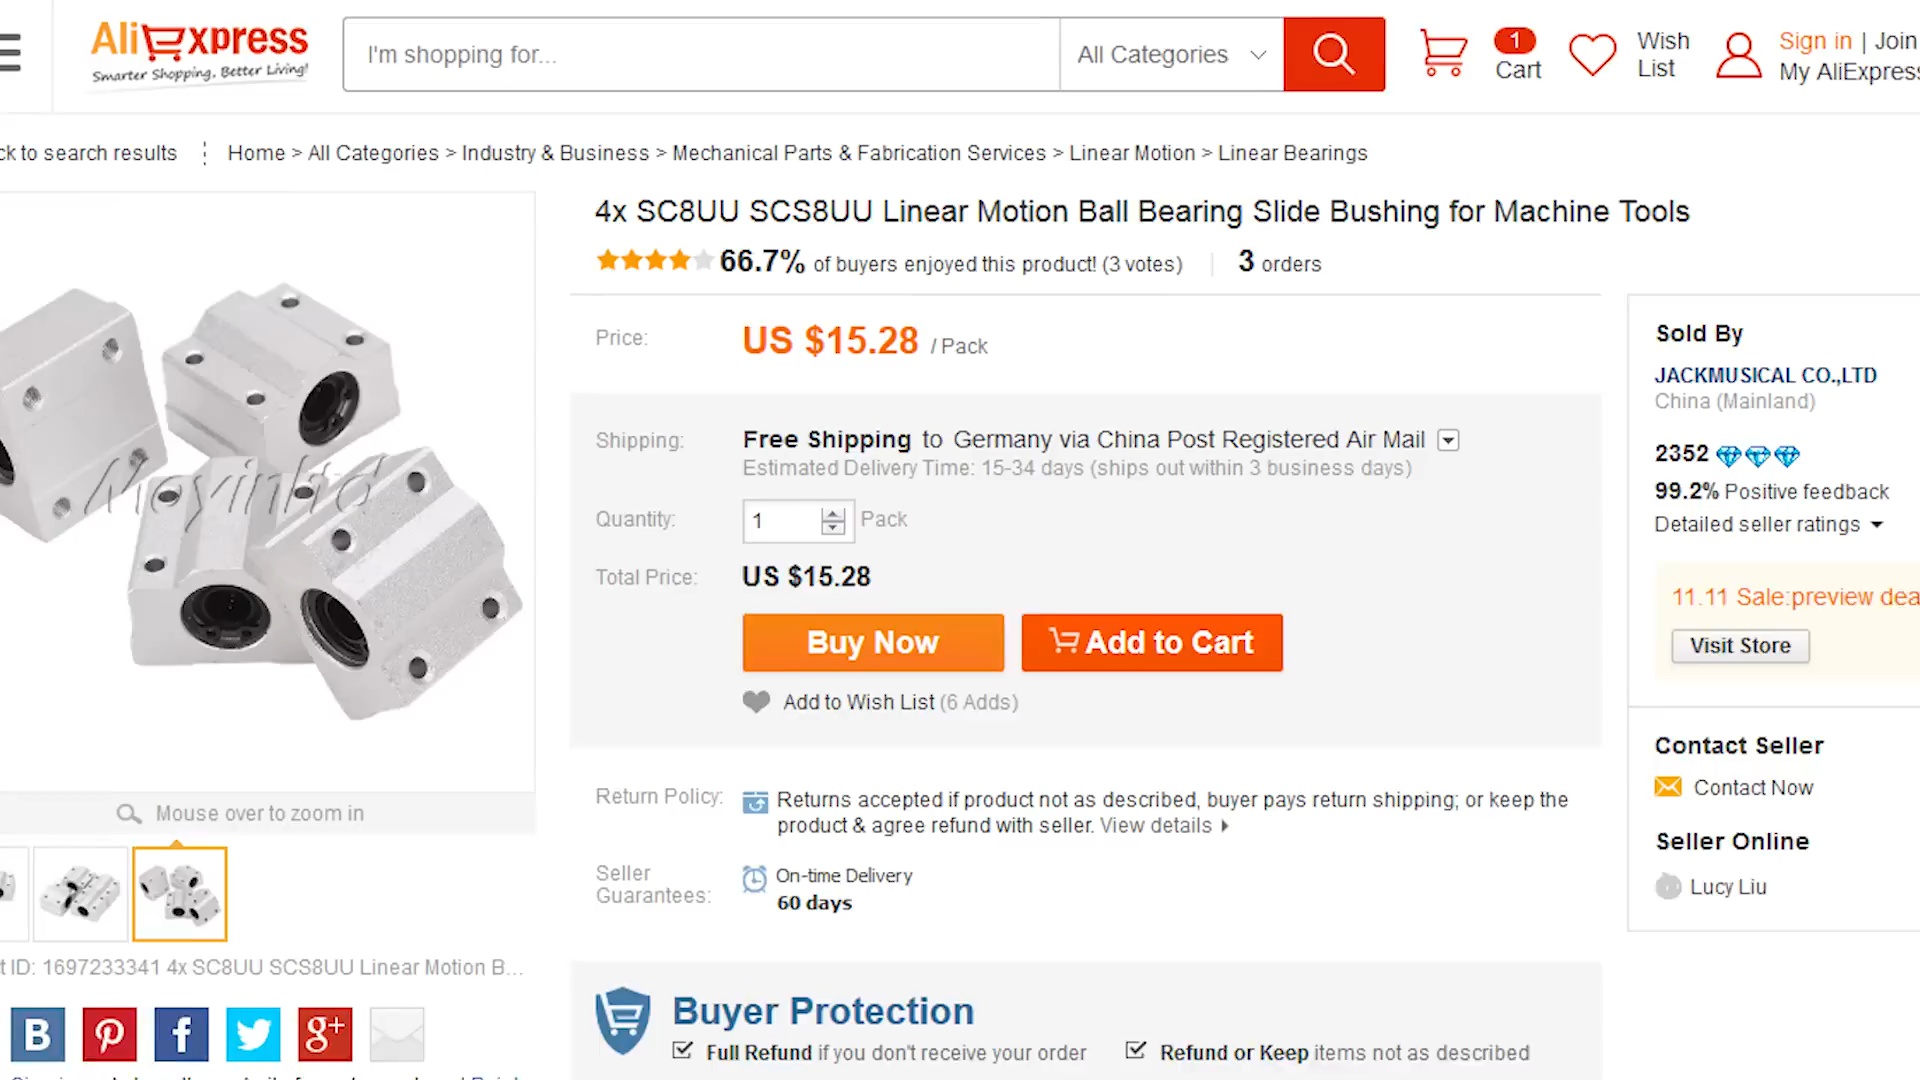 AliExpress
Smarter Shopping, Better Living!
I'm shopping for...
All Categories
1
Cart
Wish
List
Sign in | Join
My AliExpress
ck to search results
Home > All Categories > Industry & Business > Mechanical Parts & Fabrication Services > Linear Motion > Linear Bearings
4x SC8UU SCS8UU Linear Motion Ball Bearing Slide Bushing for Machine Tools
66.7% of buyers enjoyed this product! (3 votes)
3 orders
Price:
US $15.28 / Pack
Shipping:
Free Shipping to Germany via China Post Registered Air Mail
Estimated Delivery Time: 15-34 days (ships out within 3 business days)
Quantity:
1
Pack
Total Price:
US $15.28
Buy Now
Add to Cart
Add to Wish List (6 Adds)
Return Policy:
Returns accepted if product not as described, buyer pays return shipping; or keep the
product & agree refund with seller. View details
Seller
Guarantees:
On-time Delivery
60 days
Buyer Protection
Full Refund if you don't receive your order
Refund or Keep items not as described
Sold By
JACKMUSICAL CO.,LTD
China (Mainland)
2352
99.2% Positive feedback
Detailed seller ratings
11.11 Sale:preview dea
Visit Store
Contact Seller
Contact Now
Seller Online
Lucy Liu
Moyinltd
Mouse over to zoom in
t ID: 1697233341 4x SC8UU SCS8UU Linear Motion B...
B
f
g+